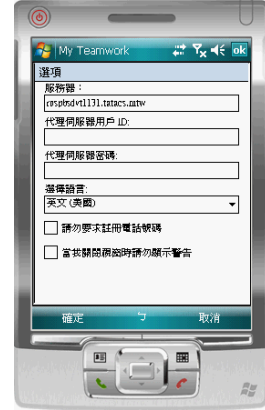 My Teamwork
ok
選項
服務器：
代理伺服器用戶 ID:
代理伺服器密碼:
選擇語言:
英文 (美國)
請勿要求註冊電話號碼
當我關閉視窗時請勿顯示警告
確定
取消